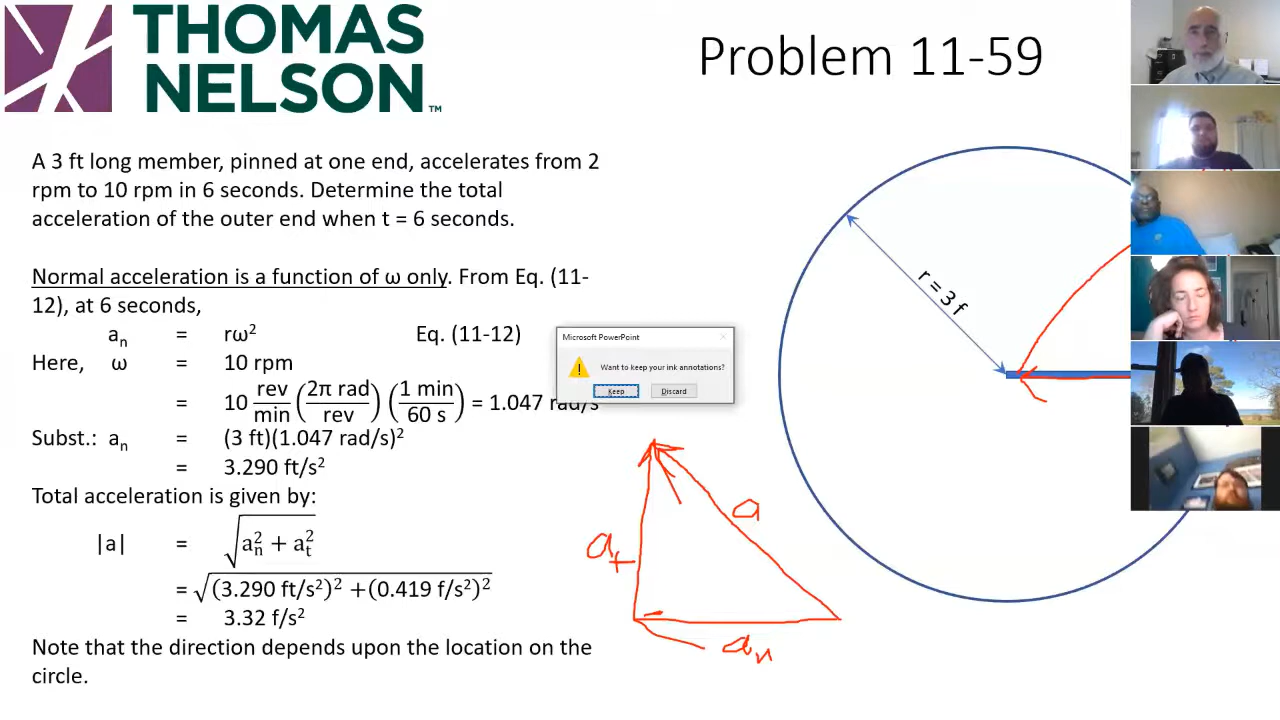 THOMAS
NELSON™
Problem 11-59
A 3 ft long member, pinned at one end, accelerates from 2
rpm to 10 rpm in 6 seconds. Determine the total
acceleration of the outer end when t = 6 seconds.
Normal acceleration is a function of ω only. From Eq. (11-
12), at 6 seconds,
aₙ = rω² Eq. (11-12)
Here, ω = 10 rpm
= 10 rev/min (2π rad/rev) (1 min/60 s) = 1.047 rad/s
Subst.: aₙ = (3 ft)(1.047 rad/s)²
= 3.290 ft/s²
Total acceleration is given by:
|a| = √(aₙ² + aₜ²)
= √((3.290 ft/s²)² +(0.419 f/s²)²)
= 3.32 f/s²
Note that the direction depends upon the location on the
circle.
Microsoft PowerPoint
Want to keep your ink annotations?
Keep
Discard
r = 3 f
a
aₜ
aₙ